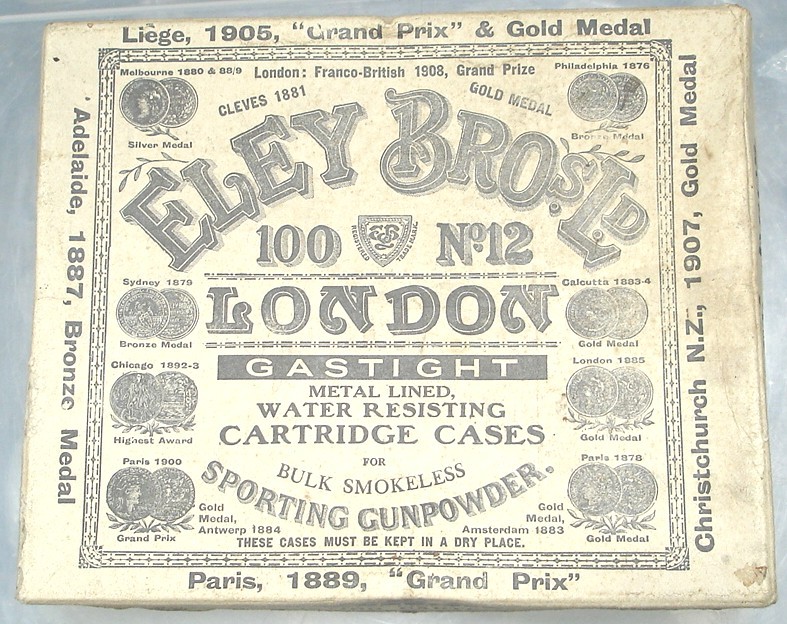 Liège, 1905, "Grand Prix" & Gold Medal
Adelaide, 1887, Bronze Medal
Christchurch N.Z., 1907, Gold Medal
Melbourne 1880 & 88/9
London: Franco-British 1908, Grand Prize
Philadelphia 1876
CLEVES 1881
GOLD MEDAL
Silver Medal
Bronze Medal
ELEY BRO'S LD
100
REGISTERED
TRADE MARK
No. 12
Sydney 1879
Bronze Medal
LONDON
Calcutta 1883-4
Gold Medal
GASTIGHT
Chicago 1892-3
Highest Award
METAL LINED,
WATER RESISTING
CARTRIDGE CASES
London 1885
Gold Medal
FOR
BULK SMOKELESS
SPORTING GUNPOWDER.
Paris 1900
Grand Prix
Paris 1878
Gold Medal
Gold
Medal,
Antwerp 1884
Gold
Medal,
Amsterdam 1883
THESE CASES MUST BE KEPT IN A DRY PLACE.
Paris, 1889, "Grand Prix"